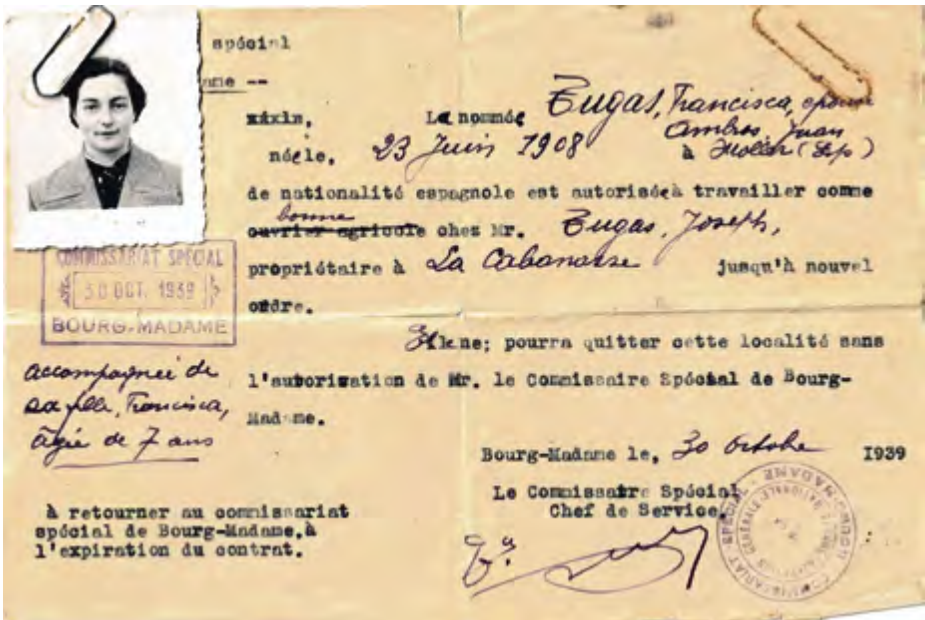 spécial
Le nommée Tugas, Francisca, épouse
Ambros, Juan
néele, 23 Juin 1908 à
de nationalité espagnole est autoriséeà travailler comme
bonne
ouvrier agricole chez Mr. Tugas, Joseph,
propriétaire à La Cabanasse jusqu'à nouvel
ordre.
Elle ne; pourra quitter cette localité sans
l'autorisation de Mr. le Commissaire Spécial de Bourg-
Madame.
COMMISSARIAT SPECIAL
30 OCT. 1939
BOURG-MADAME
accompagnée de
sa fille, Francisca,
âgée de 7 ans
Bourg-Madame le, 30 octobre 1939
Le Commissaire Spécial
Chef de Service,
à retourner au commissariat
spécial de Bourg-Madame,à
l'expiration du contrat.